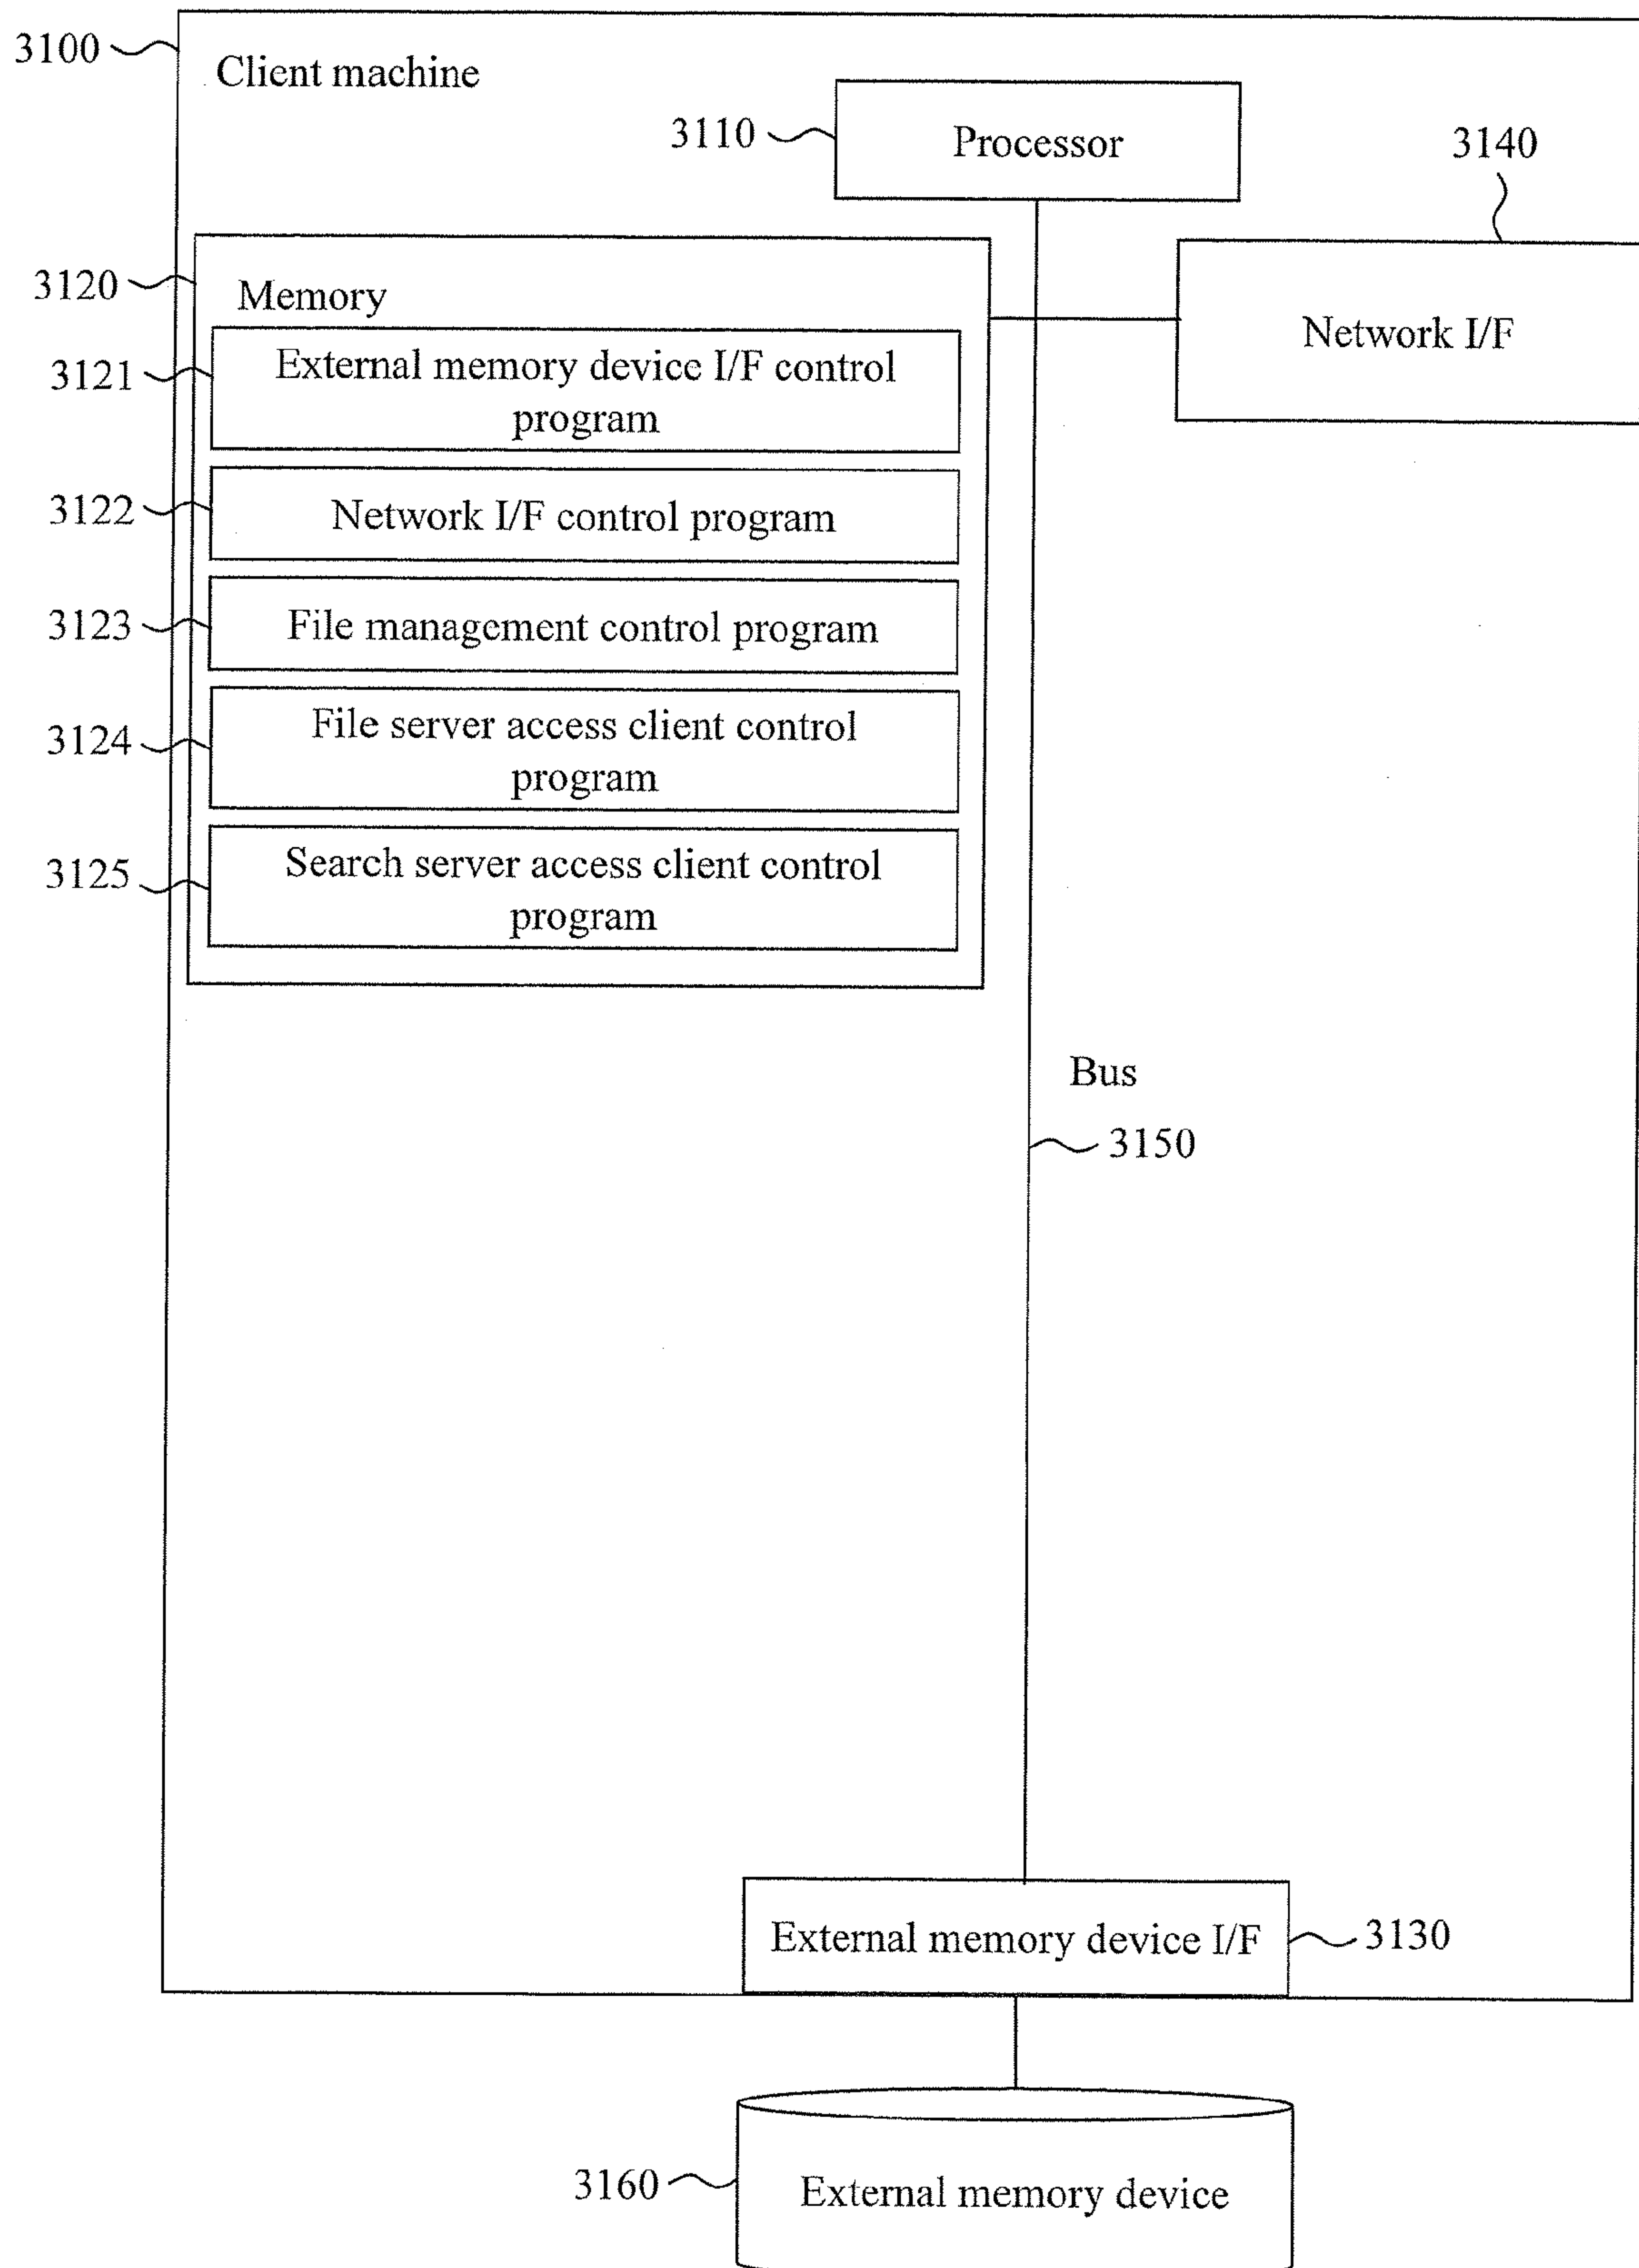 3100
Client machine
3110
Processor
3140
3120
Memory
Network I/F
3121
External memory device I/F control
program
3122
Network I/F control program
3123
File management control program
3124
File server access client control
program
3125
Search server access client control
program
Bus
3150
External memory device I/F
3130
3160
External memory device